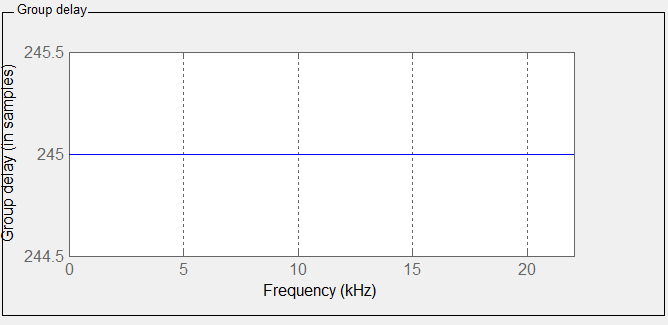 Group delay
245.5
245
244.5
Group delay (in samples)
0 5 10 15 20
Frequency (kHz)